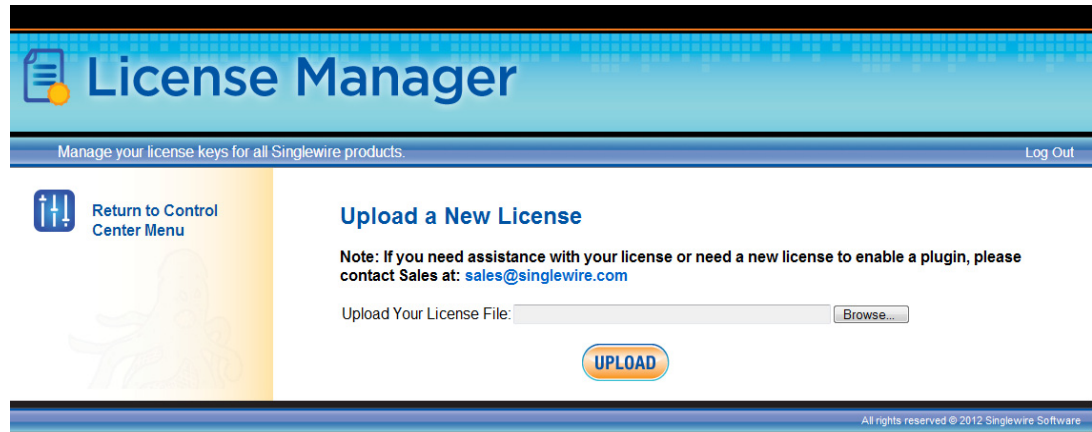 License Manager
Manage your license keys for all Singlewire products.
Log Out
Return to Control
Center Menu
Upload a New License
Note: If you need assistance with your license or need a new license to enable a plugin, please
contact Sales at: sales@singlewire.com
Upload Your License File:
Browse...
UPLOAD
All rights reserved © 2012 Singlewire Software